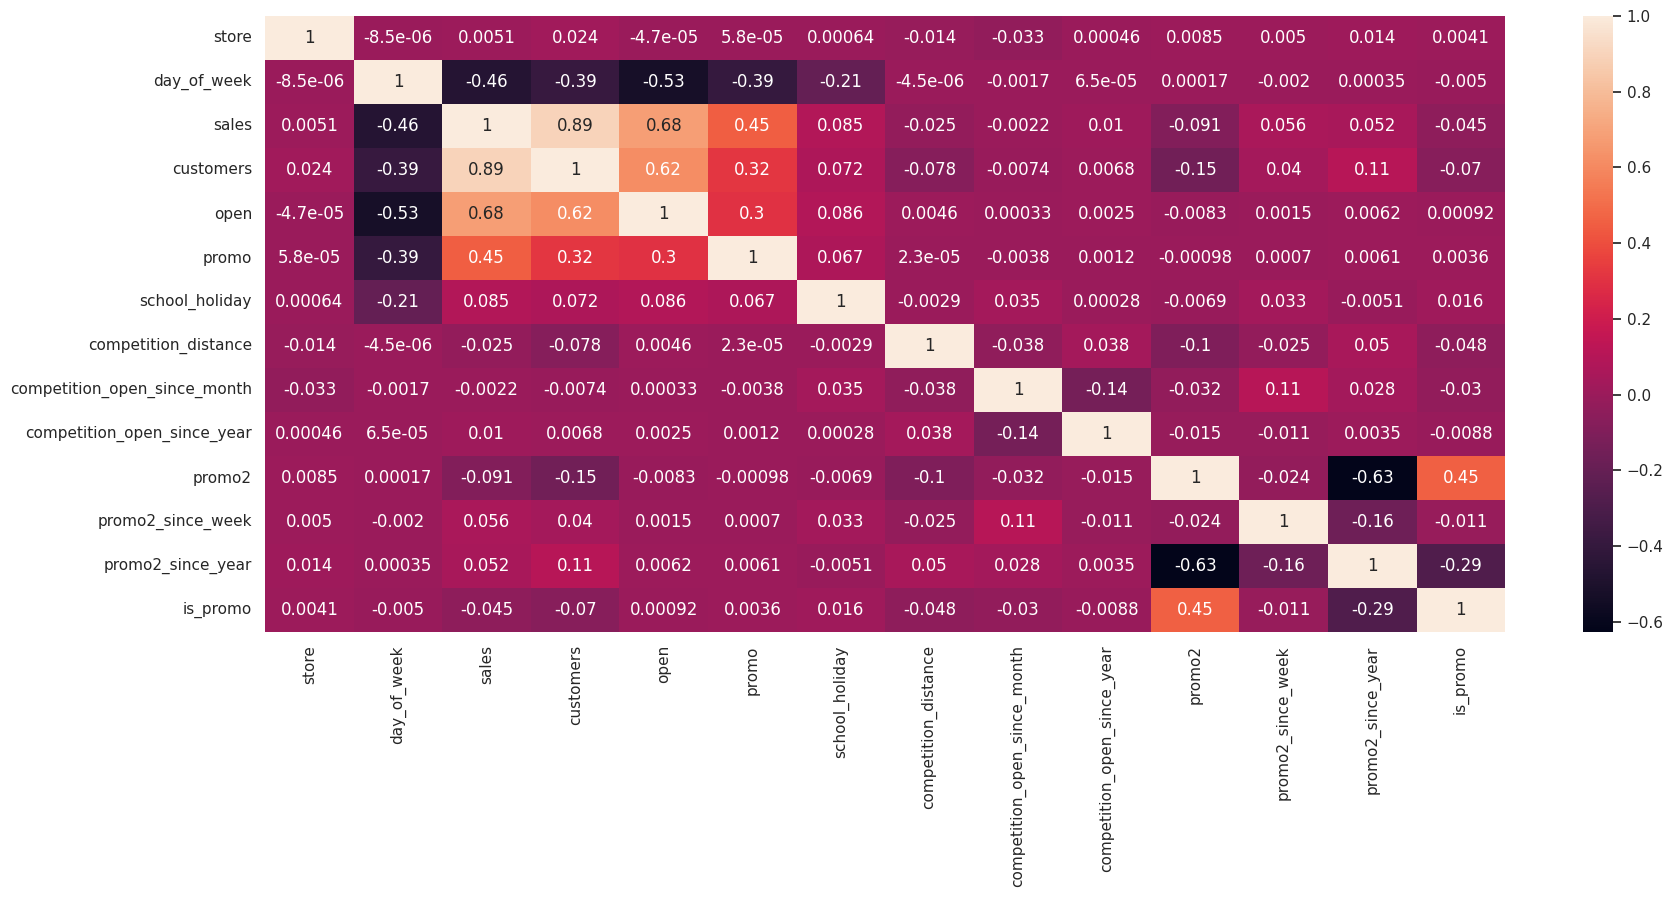 store 1 -8.5e-06 0.0051 0.024 -4.7e-05 5.8e-05 0.00064 -0.014 -0.033 0.00046 0.0085 0.005 0.014 0.0041
day_of_week -8.5e-06 1 -0.46 -0.39 -0.53 -0.39 -0.21 -4.5e-06 -0.0017 6.5e-05 0.00017 -0.002 0.00035 -0.005
sales 0.0051 -0.46 1 0.89 0.68 0.45 0.085 -0.025 -0.0022 0.01 -0.091 0.056 0.052 -0.045
customers 0.024 -0.39 0.89 1 0.62 0.32 0.072 -0.078 -0.0074 0.0068 -0.15 0.04 0.11 -0.07
open -4.7e-05 -0.53 0.68 0.62 1 0.3 0.086 0.0046 0.00033 0.0025 -0.0083 0.0015 0.0062 0.00092
promo 5.8e-05 -0.39 0.45 0.32 0.3 1 0.067 2.3e-05 -0.0038 0.0012 -0.00098 0.0007 0.0061 0.0036
school_holiday 0.00064 -0.21 0.085 0.072 0.086 0.067 1 -0.0029 0.035 0.00028 -0.0069 0.033 -0.0051 0.016
competition_distance -0.014 -4.5e-06 -0.025 -0.078 0.0046 2.3e-05 -0.0029 1 -0.038 0.038 -0.1 -0.025 0.05 -0.048
competition_open_since_month -0.033 -0.0017 -0.0022 -0.0074 0.00033 -0.0038 0.035 -0.038 1 -0.14 -0.032 0.11 0.028 -0.03
competition_open_since_year 0.00046 6.5e-05 0.01 0.0068 0.0025 0.0012 0.00028 0.038 -0.14 1 -0.015 -0.011 0.0035 -0.0088
promo2 0.0085 0.00017 -0.091 -0.15 -0.0083 -0.00098 -0.0069 -0.1 -0.032 -0.015 1 -0.024 -0.63 0.45
promo2_since_week 0.005 -0.002 0.056 0.04 0.0015 0.0007 0.033 -0.025 0.11 -0.011 -0.024 1 -0.16 -0.011
promo2_since_year 0.014 0.00035 0.052 0.11 0.0062 0.0061 -0.0051 0.05 0.028 0.0035 -0.63 -0.16 1 -0.29
is_promo 0.0041 -0.005 -0.045 -0.07 0.00092 0.0036 0.016 -0.048 -0.03 -0.0088 0.45 -0.011 -0.29 1
store
day_of_week
sales
customers
open
promo
school_holiday
competition_distance
competition_open_since_month
competition_open_since_year
promo2
promo2_since_week
promo2_since_year
is_promo
1.0
0.8
0.6
0.4
0.2
0.0
−0.2
−0.4
−0.6